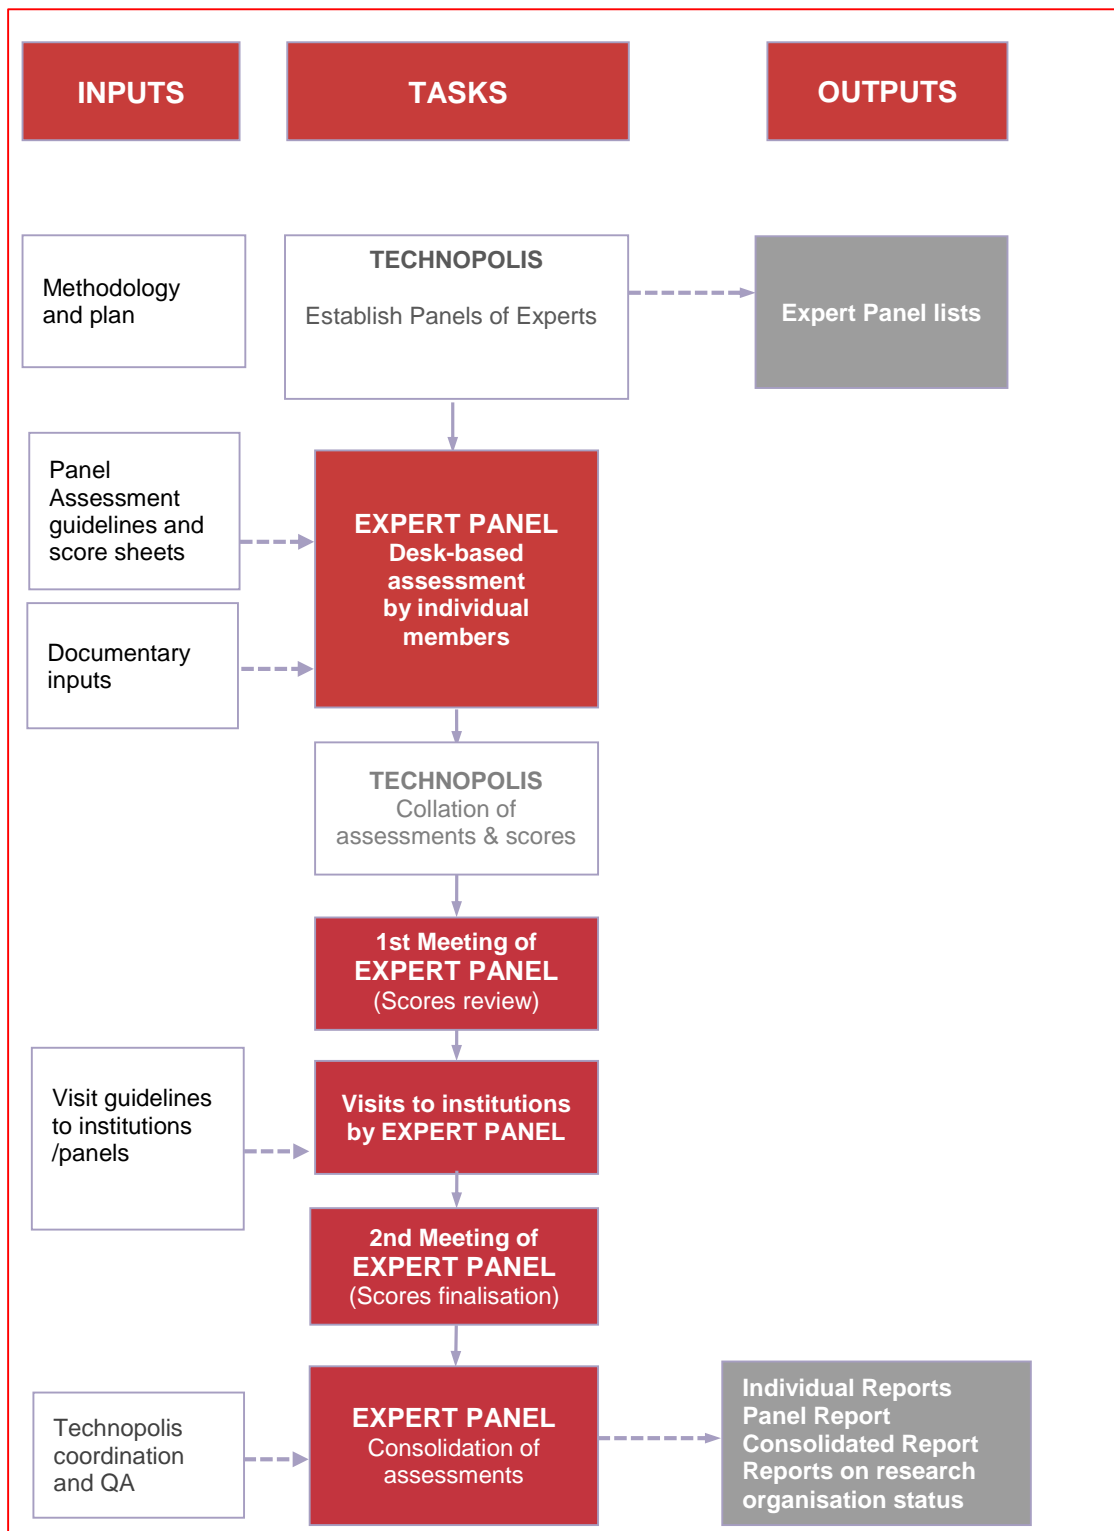 INPUTS
TASKS
OUTPUTS
Methodology
and plan
TECHNOPOLIS
Establish Panels of Experts
Expert Panel lists
Panel
Assessment
guidelines and
score sheets
EXPERT PANEL
Desk-based
assessment
by individual
members
Documentary
inputs
TECHNOPOLIS
Collation of
assessments & scores
1st Meeting of
EXPERT PANEL
(Scores review)
Visit guidelines
to institutions
/panels
Visits to institutions
by EXPERT PANEL
2nd Meeting of
EXPERT PANEL
(Scores finalisation)
Technopolis
coordination
and QA
EXPERT PANEL
Consolidation of
assessments
Individual Reports
Panel Report
Consolidated Report
Reports on research
organisation status